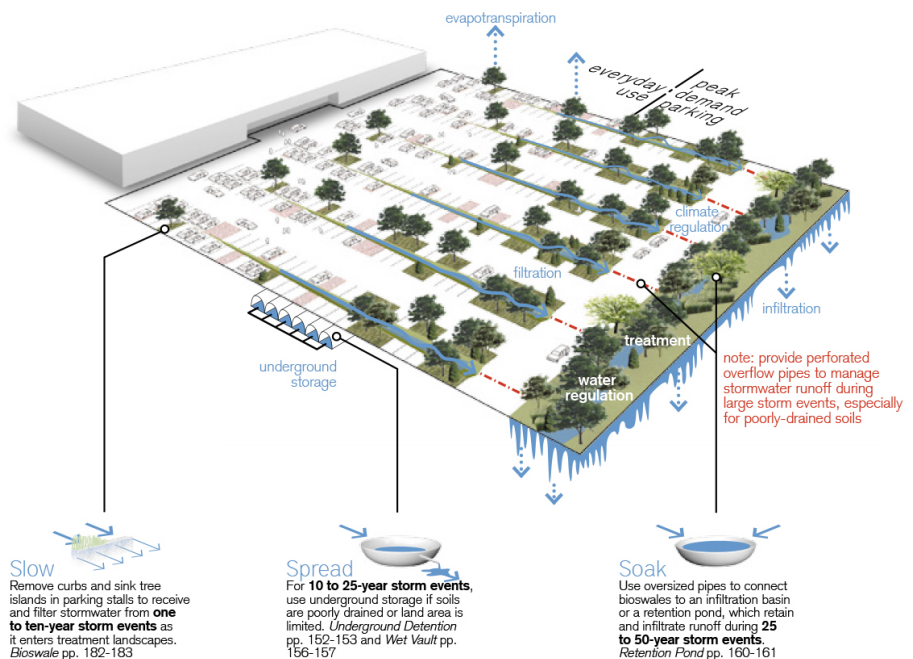 evapotranspiration
everyday use
peak demand parking
climate regulation
filtration
infiltration
underground storage
treatment
water regulation
note: provide perforated
overflow pipes to manage
stormwater runoff during
large storm events, especially
for poorly-drained soils
Slow
Remove curbs and sink tree
islands in parking stalls to receive
and filter stormwater from one
to ten-year storm events as
it enters treatment landscapes.
Bioswale pp. 182-183
Spread
For 10 to 25-year storm events,
use underground storage if soils
are poorly drained or land area is
limited. Underground Detention
pp. 152-153 and Wet Vault pp.
156-157
Soak
Use oversized pipes to connect
bioswales to an infiltration basin
or a retention pond, which retain
and infiltrate runoff during 25
to 50-year storm events.
Retention Pond pp. 160-161